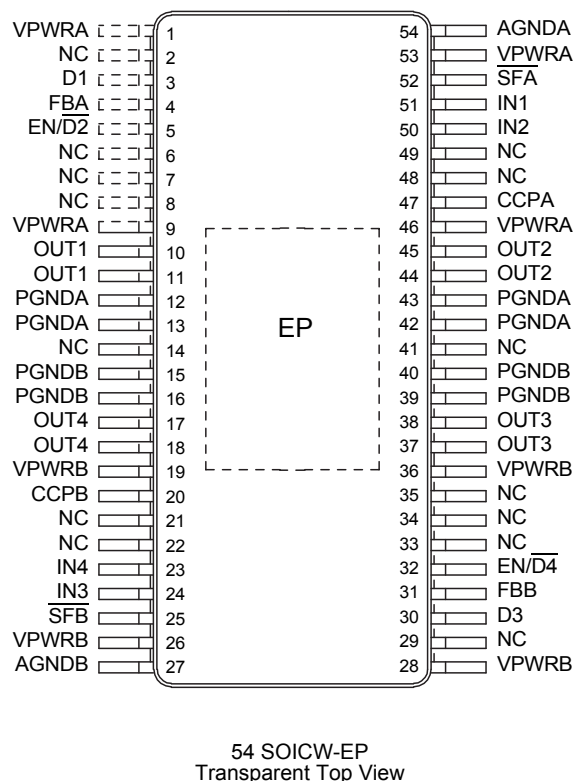 VPWRA 1 54 AGNDA
NC 2 53 VPWRA
D1 3 52 SFA
FBA 4 51 IN1
EN/D2 5 50 IN2
NC 6 49 NC
NC 7 48 NC
NC 8 47 CCPA
VPWRA 9 46 VPWRA
OUT1 10 45 OUT2
OUT1 11 44 OUT2
PGNDA 12 43 PGNDA
PGNDA 13 42 PGNDA
EP
NC 14 41 NC
PGNDB 15 40 PGNDB
PGNDB 16 39 PGNDB
OUT4 17 38 OUT3
OUT4 18 37 OUT3
VPWRB 19 36 VPWRB
CCPB 20 35 NC
NC 21 34 NC
NC 22 33 NC
IN4 23 32 EN/D4
IN3 24 31 FBB
SFB 25 30 D3
VPWRB 26 29 NC
AGNDB 27 28 VPWRB
54 SOICW-EP
Transparent Top View